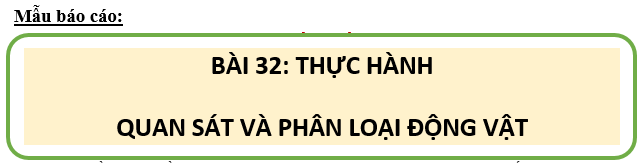 Mẫu báo cáo:
BÀI 32: THỰC HÀNH
QUAN SÁT VÀ PHÂN LOẠI ĐỘNG VẬT